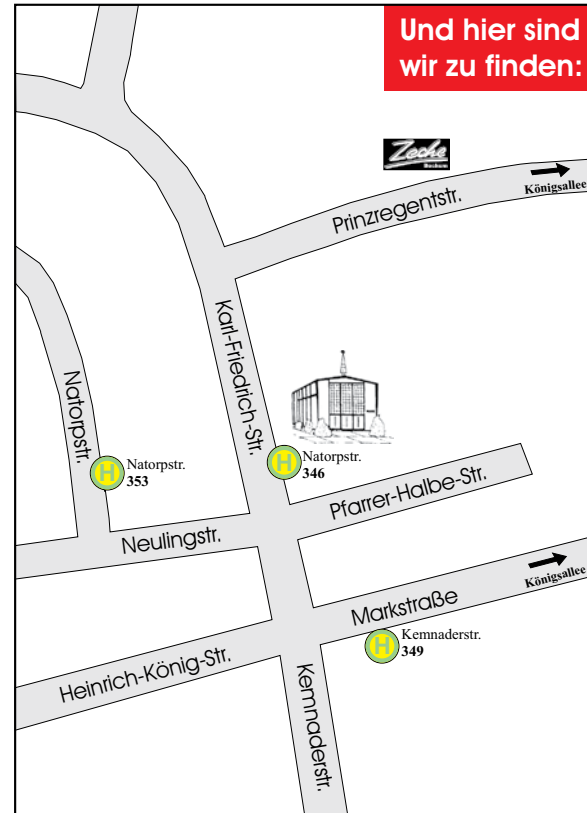 Und hier sind
wir zu finden:
Zeche
Bochum
Königsallee
Prinzregentstr.
Karl-Friedrich-Str.
Natorpstr.
H Natorpstr.
353
H Natorpstr.
346
Pfarrer-Halbe-Str.
Neulingstr.
Königsallee
Markstraße
H Kemnaderstr.
349
Heinrich-König-Str.
Kemnaderstr.